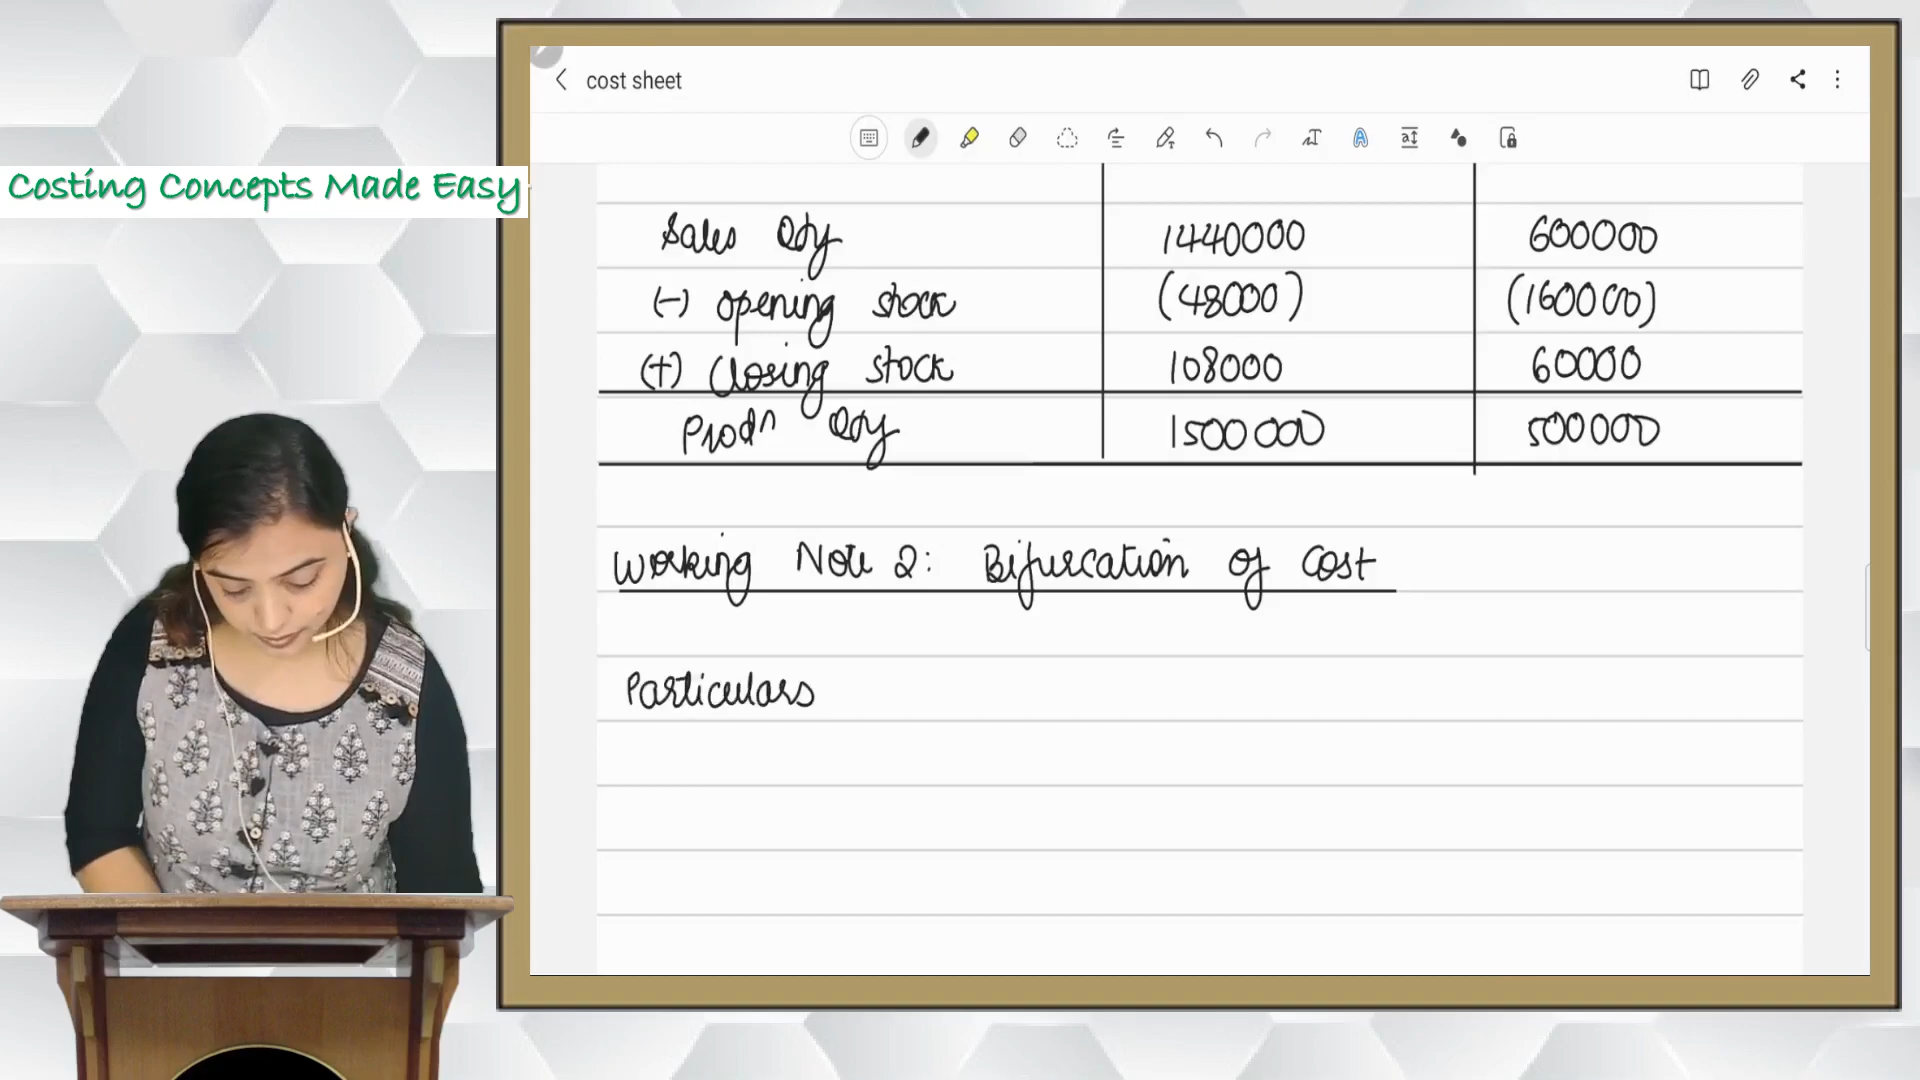 cost sheet
Costing Concepts Made Easy
Sales Qty 1440000 600000
(-) opening stock (48000) (160000)
(+) Closing stock 108000 60000
Prodn Qty 1500000 500000
Working Note 2: Bifurcation of Cost
Particulars